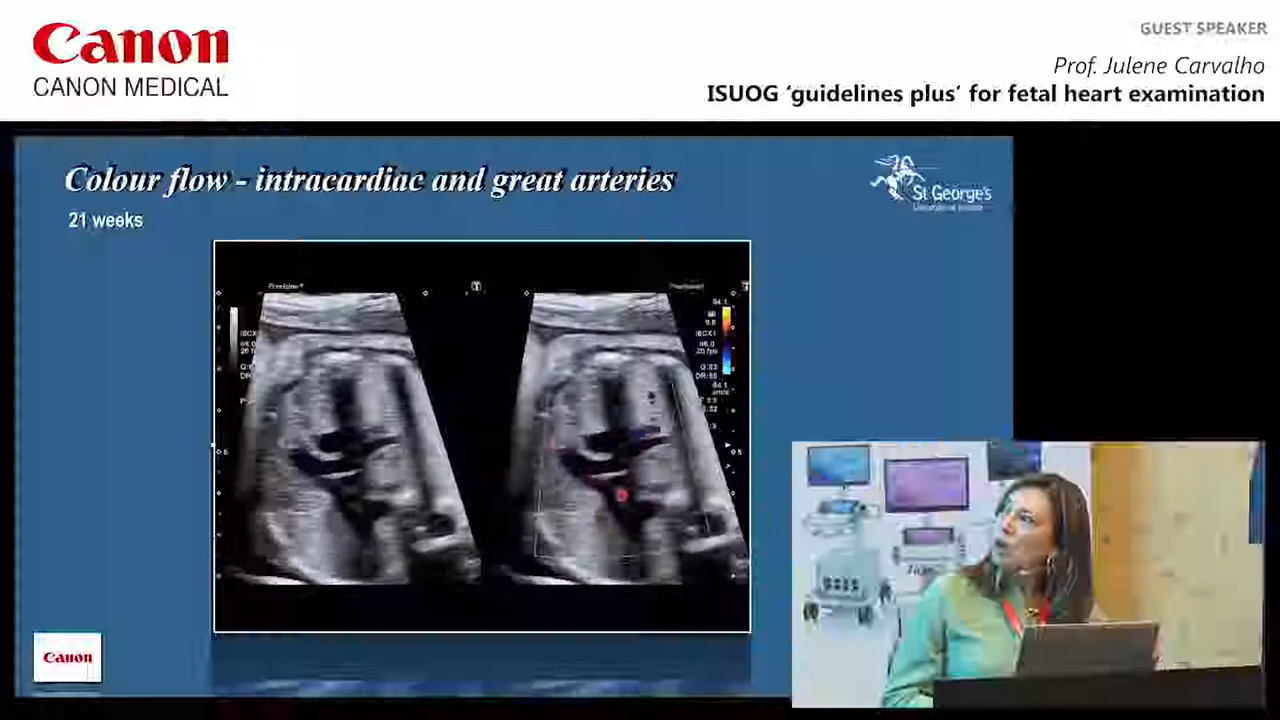 Canon
CANON MEDICAL
GUEST SPEAKER
Prof. Julene Carvalho
ISUOG ‘guidelines plus’ for fetal heart examination
Colour flow - intracardiac and great arteries
21 weeks
St George's
Canon